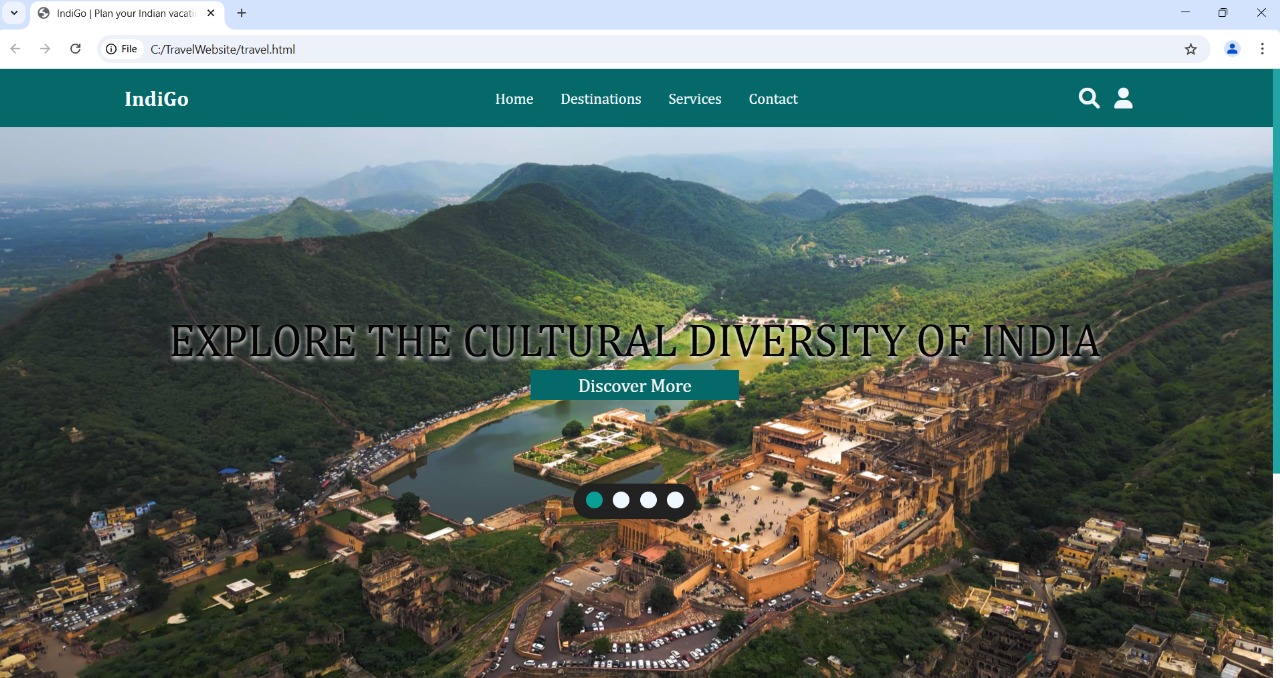 IndiGo | Plan your Indian vacati
File
C:/TravelWebsite/travel.html
IndiGo
Home
Destinations
Services
Contact
EXPLORE THE CULTURAL DIVERSITY OF INDIA
Discover More